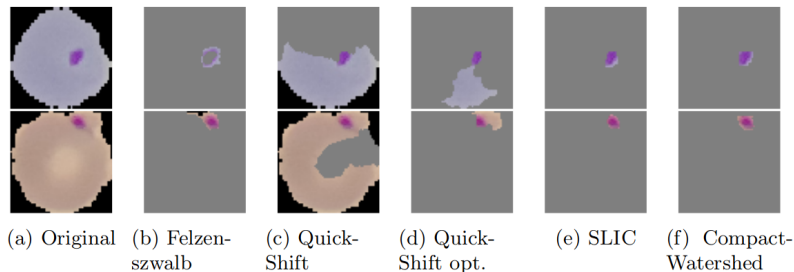 (a) Original (b) Felzen- (c) Quick- (d) Quick- (e) SLIC (f) Compact-
szwalb Shift Shift opt. Watershed